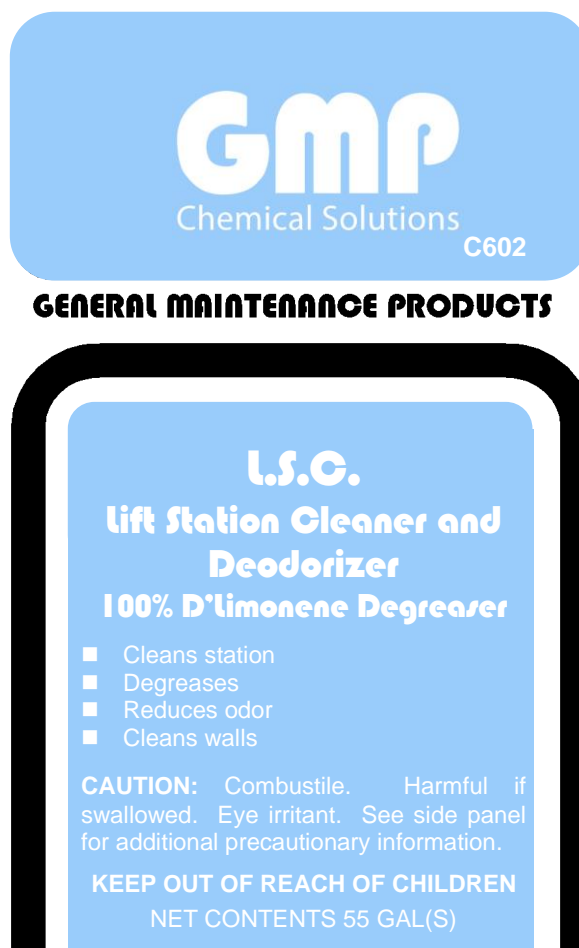 GMP
Chemical Solutions
C602
GENERAL MAINTENANCE PRODUCTS
L.S.C.
Lift Station Cleaner and
Deodorizer
100% D'Limonene Degreaser
Cleans station
Degreases
Reduces odor
Cleans walls
CAUTION: Combustile. Harmful if
swallowed. Eye irritant. See side panel
for additional precautionary information.
KEEP OUT OF REACH OF CHILDREN
NET CONTENTS 55 GAL(S)